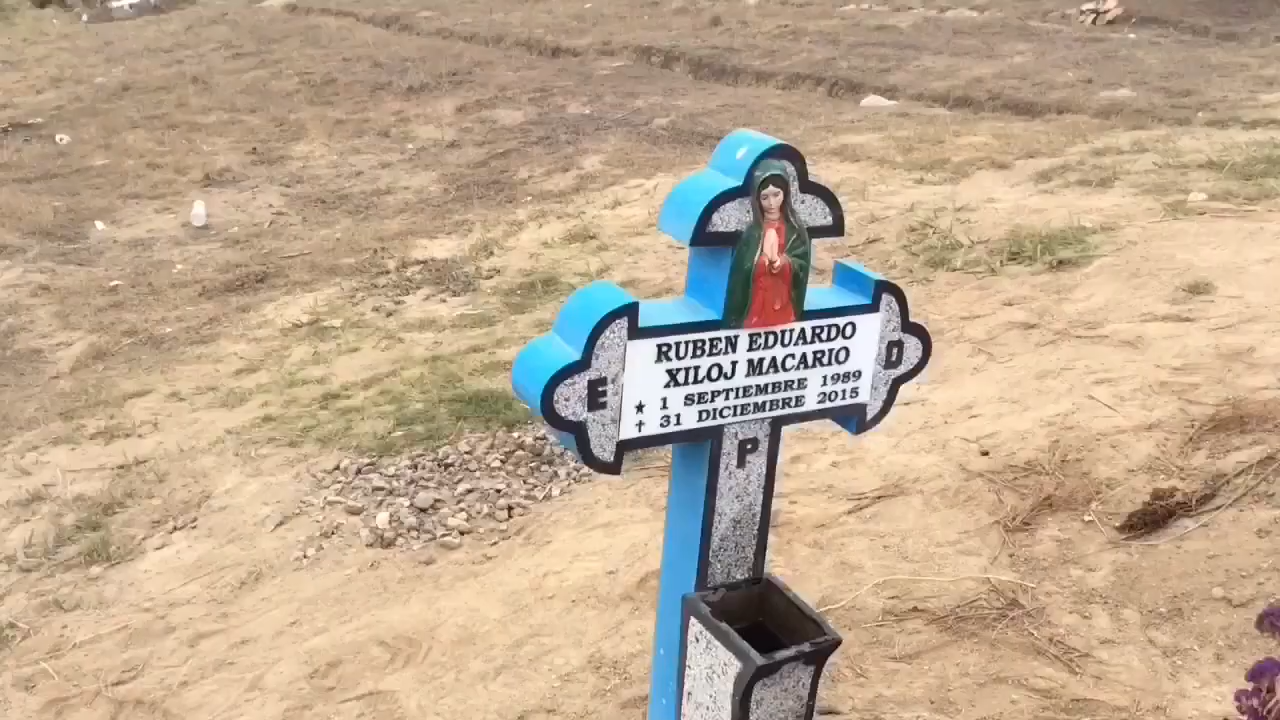 RUBEN EDUARDO
XILOJ MACARIO
★ 1 SEPTIEMBRE 1989
† 31 DICIEMBRE 2015
E P D